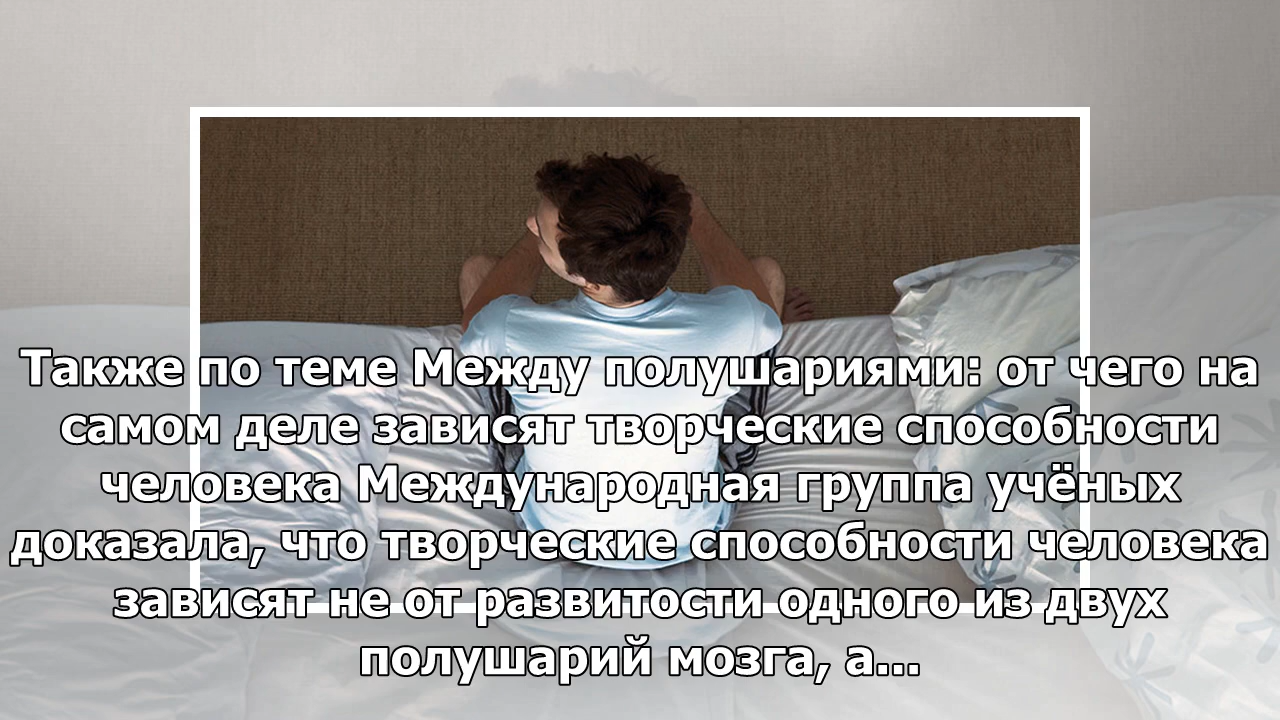 Также по теме Между полушариями: от чего на
самом деле зависят творческие способности
человека Международная группа учёных
доказала, что творческие способности человека
зависят не от развитости одного из двух
полушарий мозга, а...